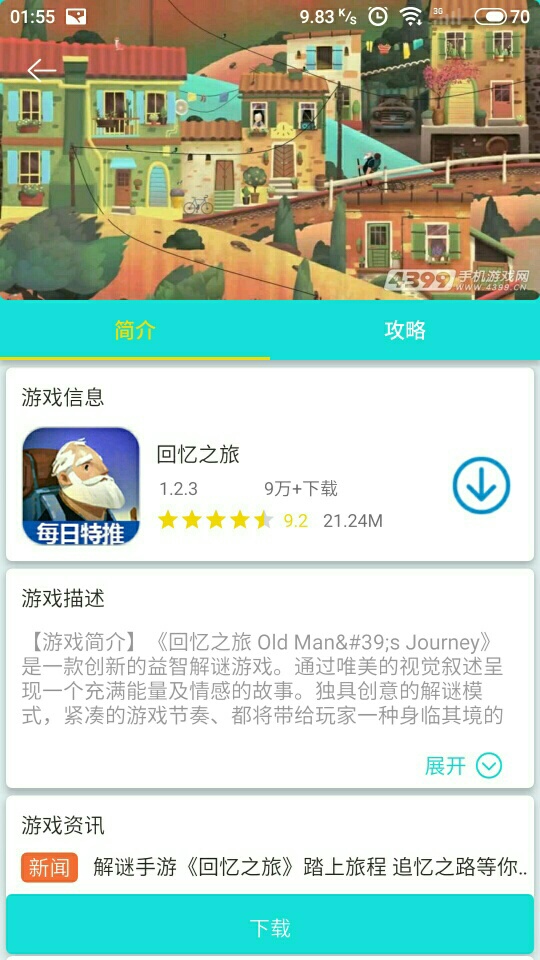 01:55 9.83 K/s 3G 70
4399手机游戏网
www.4399.cn
简介 攻略
游戏信息
回忆之旅
1.2.3 9万+下载
9.2 21.24M
每日特推
游戏描述
【游戏简介】《回忆之旅 Old Man&#39;s Journey》
是一款创新的益智解谜游戏。通过唯美的视觉叙述呈
现一个充满能量及情感的故事。独具创意的解谜模
式，紧凑的游戏节奏、都将带给玩家一种身临其境的
展开
游戏资讯
新闻 解谜手游《回忆之旅》踏上旅程 追忆之路等你..
下载